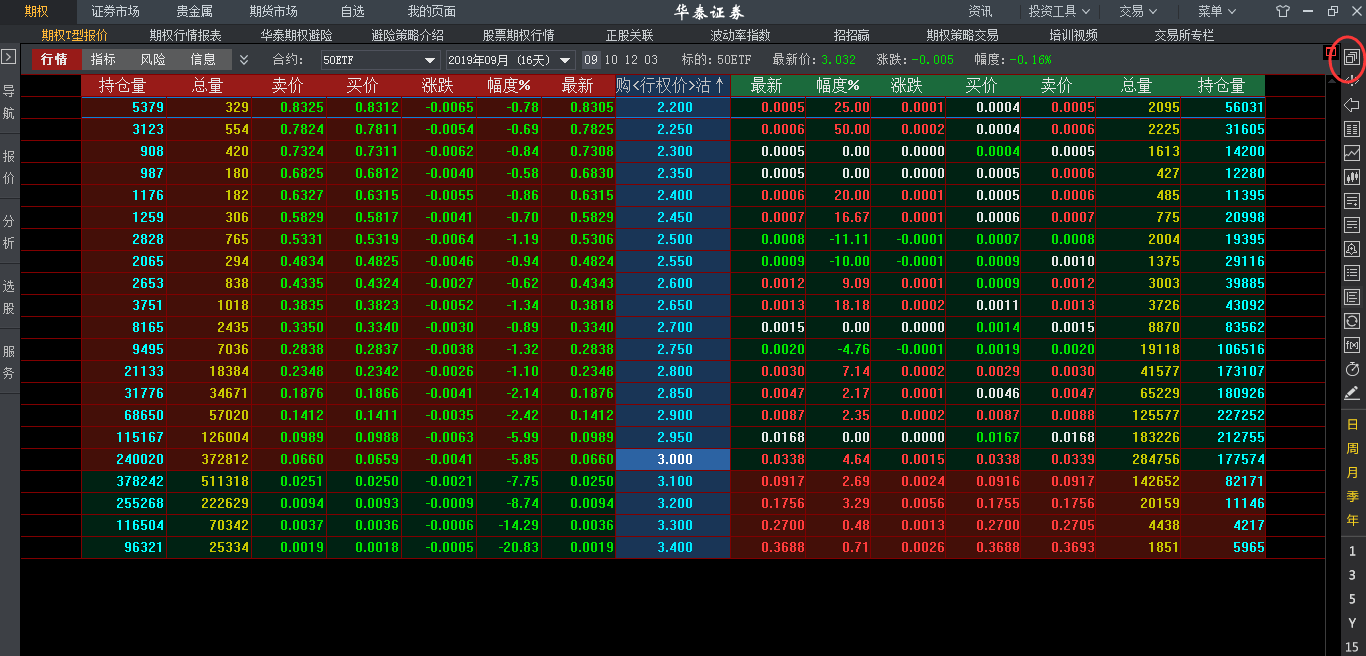 期权 证券市场 贵金属 期货市场 自选 我的页面 华泰证券 资讯 投资工具 交易 菜单
期权T型报价 期权行情报表 华泰期权避险 避险策略介绍 股票期权行情 正股关联 波动率指数 招招赢 期权策略交易 培训视频 交易所专栏
行情 指标 风险 信息 合约: 50ETF 2019年09月 (16天) 09 10 12 03 标的: 50ETF 最新价: 3.032 涨跌: -0.005 幅度: -0.16%
持仓量 总量 卖价 买价 涨跌 幅度% 最新 购<行权价>沽↑ 最新 幅度% 涨跌 买价 卖价 总量 持仓量
5379 329 0.8325 0.8312 -0.0065 -0.78 0.8305 2.200 0.0005 25.00 0.0001 0.0004 0.0005 2095 56031
3123 554 0.7824 0.7811 -0.0054 -0.69 0.7825 2.250 0.0006 50.00 0.0002 0.0004 0.0006 2225 31605
908 420 0.7324 0.7311 -0.0062 -0.84 0.7308 2.300 0.0005 0.00 0.0000 0.0004 0.0005 1613 14200
987 180 0.6825 0.6812 -0.0040 -0.58 0.6830 2.350 0.0005 0.00 0.0000 0.0005 0.0006 427 12280
1176 182 0.6327 0.6315 -0.0055 -0.86 0.6315 2.400 0.0006 20.00 0.0001 0.0005 0.0006 485 11395
1259 306 0.5829 0.5817 -0.0041 -0.70 0.5829 2.450 0.0007 16.67 0.0001 0.0006 0.0007 775 20998
2828 765 0.5331 0.5319 -0.0064 -1.19 0.5306 2.500 0.0008 -11.11 -0.0001 0.0007 0.0008 2004 19395
2065 294 0.4834 0.4825 -0.0046 -0.94 0.4824 2.550 0.0009 -10.00 -0.0001 0.0009 0.0010 1375 29116
2653 838 0.4335 0.4324 -0.0027 -0.62 0.4343 2.600 0.0012 9.09 0.0001 0.0009 0.0012 3003 39885
3751 1018 0.3835 0.3823 -0.0052 -1.34 0.3818 2.650 0.0013 18.18 0.0002 0.0011 0.0013 3726 43092
8165 2435 0.3350 0.3340 -0.0030 -0.89 0.3340 2.700 0.0015 0.00 0.0000 0.0014 0.0015 8870 83562
9495 7036 0.2838 0.2837 -0.0038 -1.32 0.2838 2.750 0.0020 -4.76 -0.0001 0.0019 0.0020 19118 106516
21133 18384 0.2348 0.2342 -0.0026 -1.10 0.2348 2.800 0.0030 7.14 0.0002 0.0029 0.0030 41577 173107
31776 34671 0.1876 0.1866 -0.0041 -2.14 0.1876 2.850 0.0047 2.17 0.0001 0.0046 0.0047 65229 180926
68650 57020 0.1412 0.1411 -0.0035 -2.42 0.1412 2.900 0.0087 2.35 0.0002 0.0087 0.0088 125577 227252
115167 126004 0.0989 0.0988 -0.0063 -5.99 0.0989 2.950 0.0168 0.00 0.0000 0.0167 0.0168 183226 212755
240020 372812 0.0660 0.0659 -0.0041 -5.85 0.0660 3.000 0.0338 4.64 0.0015 0.0338 0.0339 284756 177574
378242 511318 0.0251 0.0250 -0.0021 -7.75 0.0250 3.100 0.0917 2.69 0.0024 0.0916 0.0917 142652 82171
255268 222629 0.0094 0.0093 -0.0009 -8.74 0.0094 3.200 0.1756 3.29 0.0056 0.1755 0.1756 20159 11146
116504 70342 0.0037 0.0036 -0.0006 -14.29 0.0036 3.300 0.2700 0.48 0.0013 0.2700 0.2705 4438 4217
96321 25334 0.0019 0.0018 -0.0005 -20.83 0.0019 3.400 0.3688 0.71 0.0026 0.3688 0.3693 1851 5965
导航
报价
分析
选股
服务
f(x)
日
周
月
季
年
1
3
5
Y
15